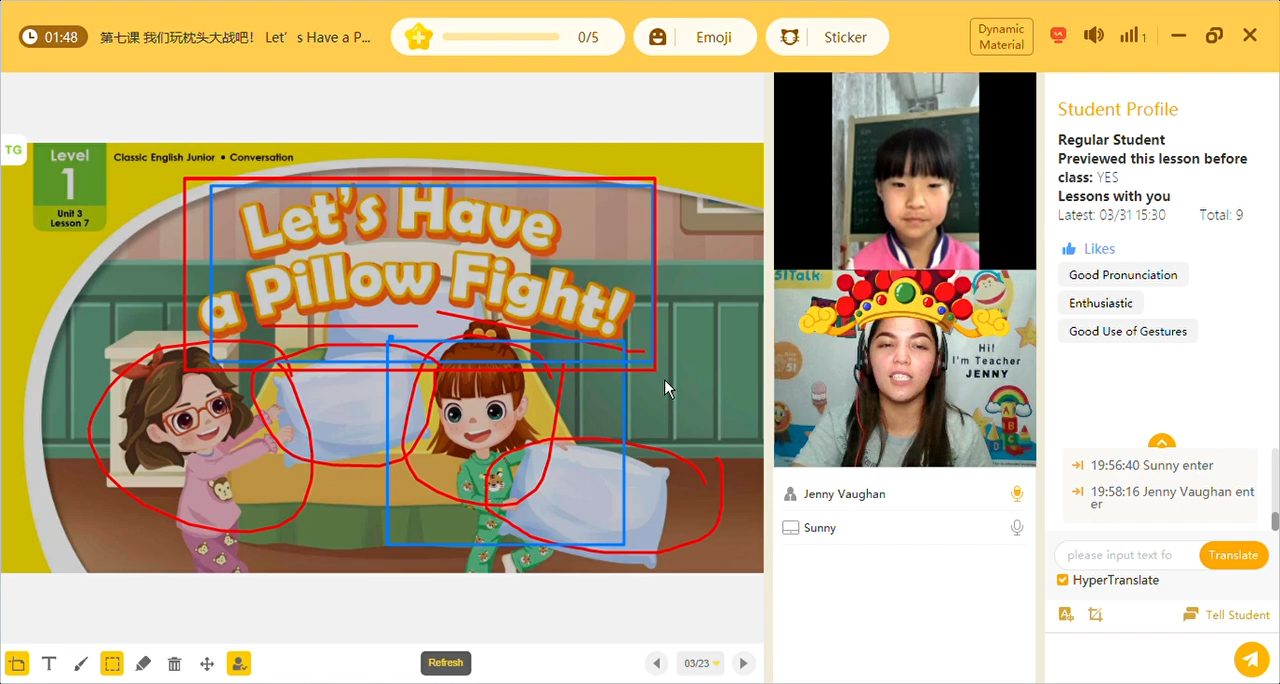 01:48
第七课 我们玩枕头大战吧! Let's Have a P...
0/5
Emoji
Sticker
Dynamic
Material
1
TG
Level
1
Unit 3
Lesson 7
Classic English Junior • Conversation
Let's Have
a Pillow Fight!
51Talk
Hi!
I'm Teacher
JENNY
Jenny Vaughan
Sunny
Student Profile
Regular Student
Previewed this lesson before
class: YES
Lessons with you
Latest: 03/31 15:30 Total: 9
Likes
Good Pronunciation
Enthusiastic
Good Use of Gestures
19:56:40 Sunny enter
19:58:16 Jenny Vaughan ent
er
please input text fo
Translate
HyperTranslate
Tell Student
T
Refresh
03/23